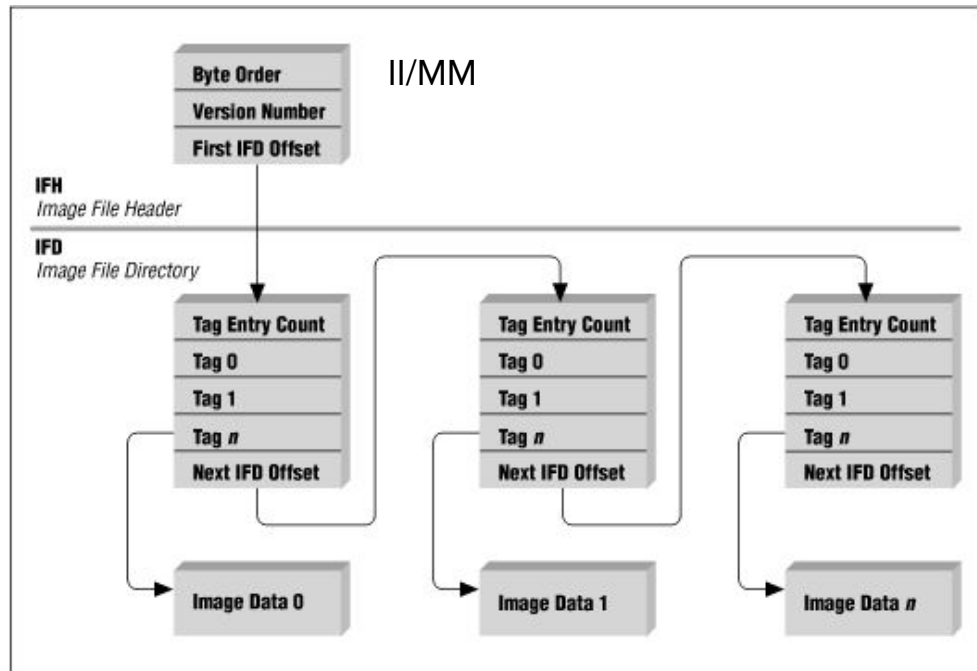 Byte Order
II/MM
Version Number
First IFD Offset
IFH
Image File Header
IFD
Image File Directory
Tag Entry Count
Tag 0
Tag 1
Tag n
Next IFD Offset
Tag Entry Count
Tag 0
Tag 1
Tag n
Next IFD Offset
Tag Entry Count
Tag 0
Tag 1
Tag n
Next IFD Offset
Image Data 0
Image Data 1
Image Data n